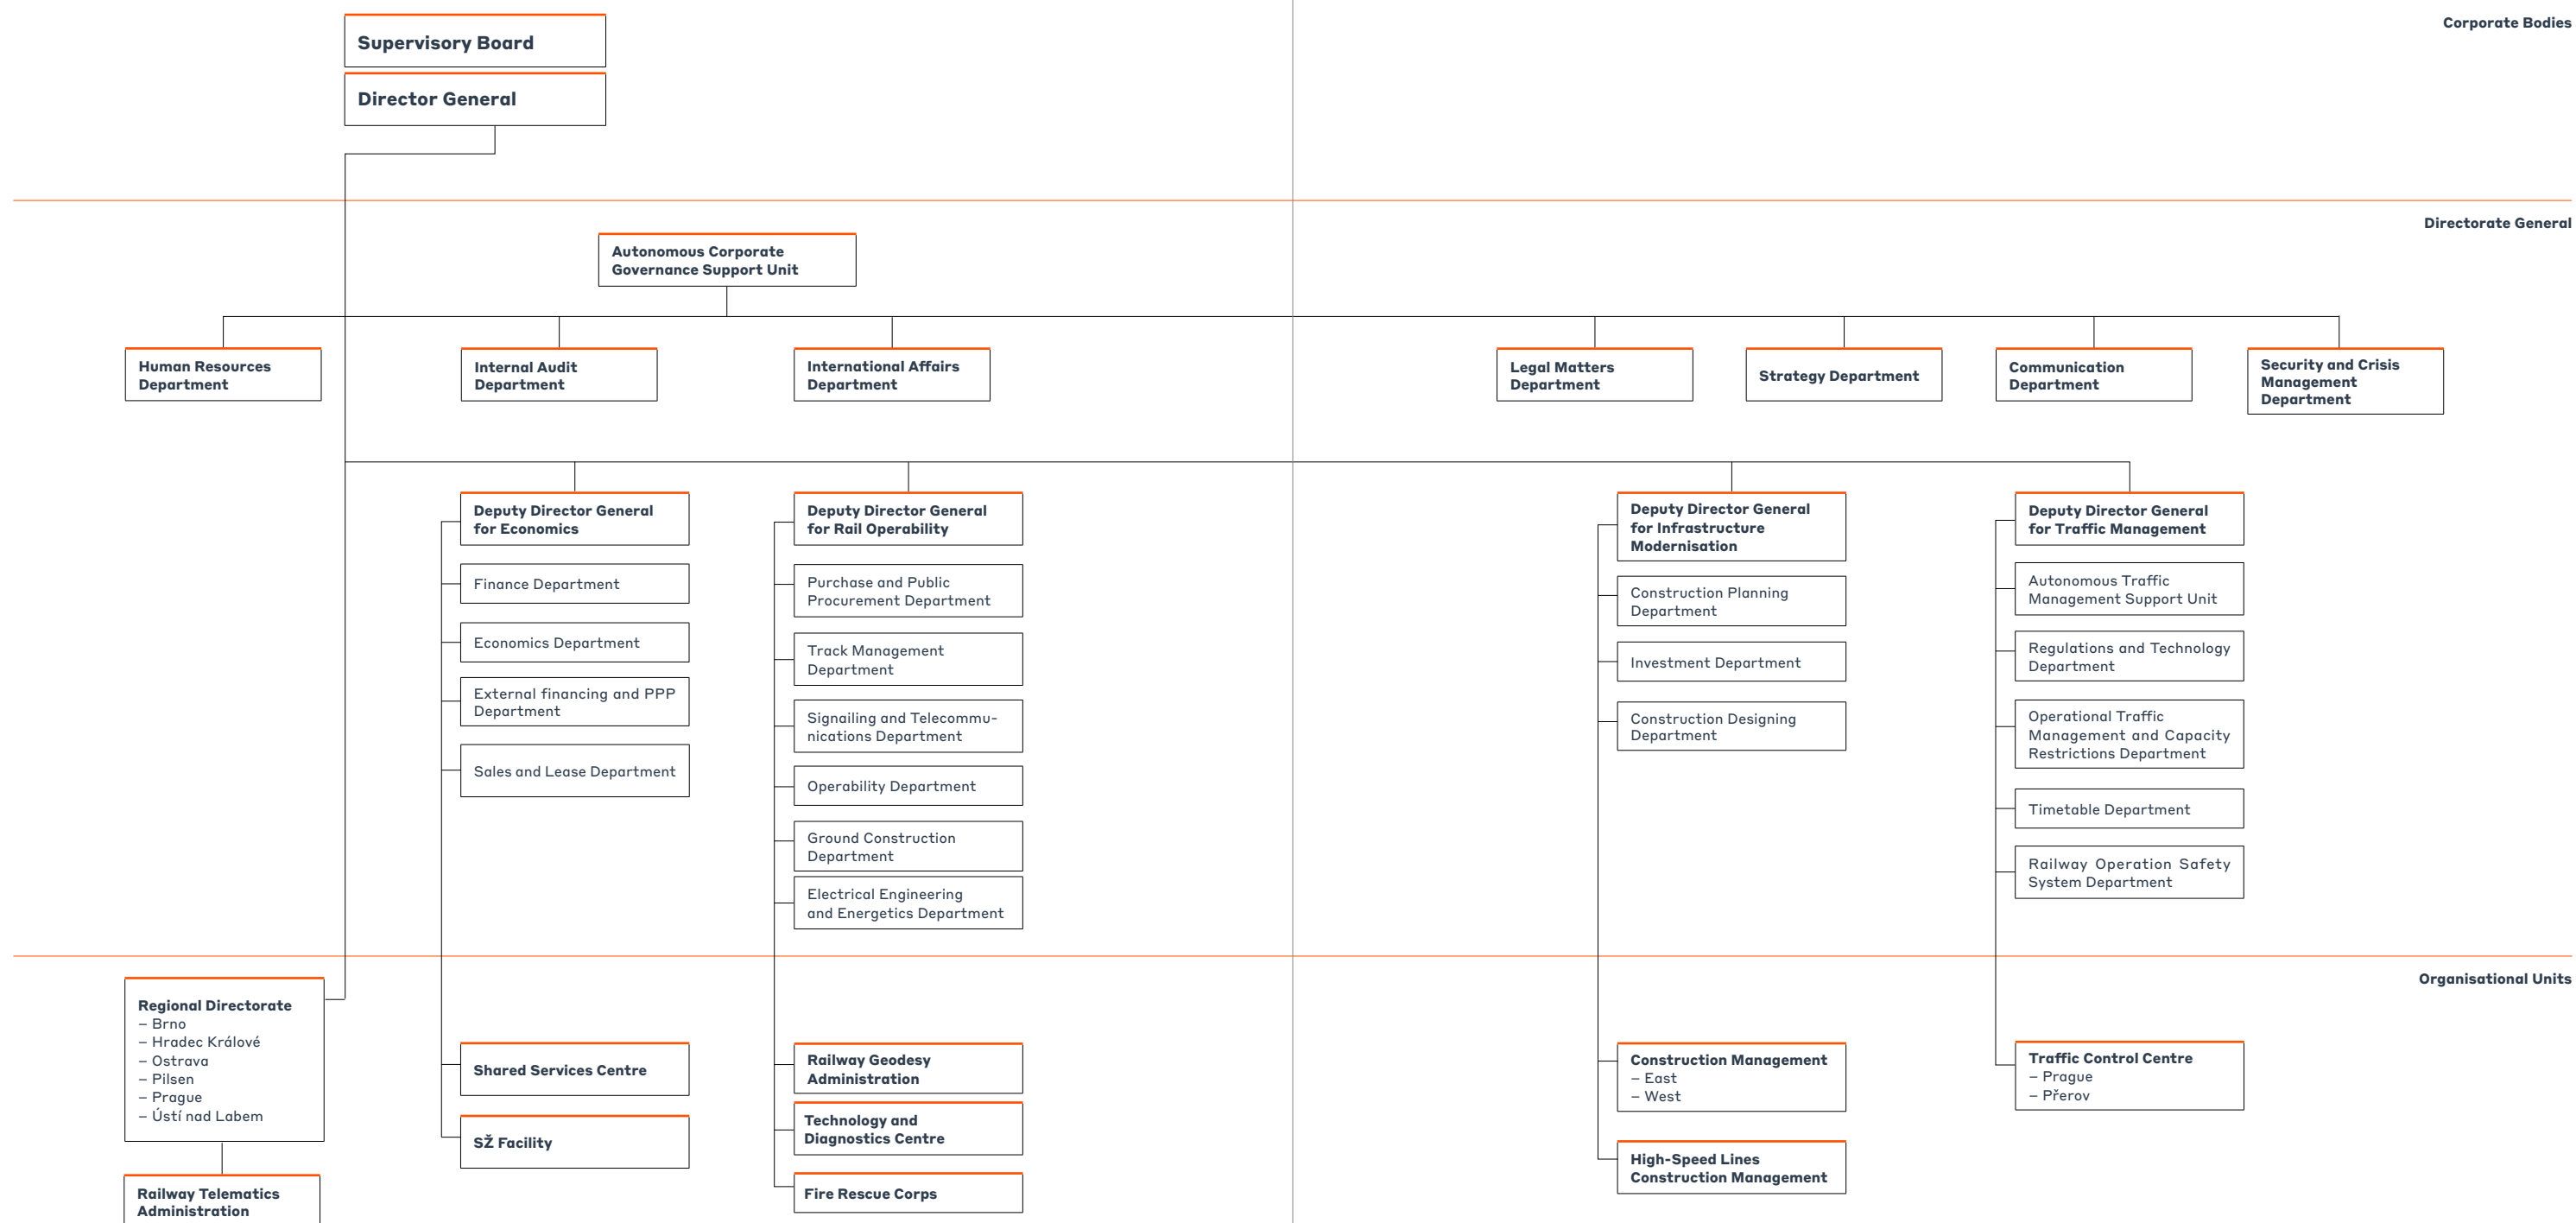 Corporate Bodies
Supervisory Board
Director General
Directorate General
Autonomous Corporate
Governance Support Unit
Human Resources
Department
Internal Audit
Department
International Affairs
Department
Legal Matters
Department
Strategy Department
Communication
Department
Security and Crisis
Management
Department
Deputy Director General
for Economics
Finance Department
Economics Department
External financing and PPP
Department
Sales and Lease Department
Deputy Director General
for Rail Operability
Purchase and Public
Procurement Department
Track Management
Department
Signailing and Telecommu-
nications Department
Operability Department
Ground Construction
Department
Electrical Engineering
and Energetics Department
Deputy Director General
for Infrastructure
Modernisation
Construction Planning
Department
Investment Department
Construction Designing
Department
Deputy Director General
for Traffic Management
Autonomous Traffic
Management Support Unit
Regulations and Technology
Department
Operational Traffic
Management and Capacity
Restrictions Department
Timetable Department
Railway Operation Safety
System Department
Organisational Units
Regional Directorate
– Brno
– Hradec Králové
– Ostrava
– Pilsen
– Prague
– Ústí nad Labem
Railway Telematics
Administration
Shared Services Centre
SŽ Facility
Railway Geodesy
Administration
Technology and
Diagnostics Centre
Fire Rescue Corps
Construction Management
– East
– West
High-Speed Lines
Construction Management
Traffic Control Centre
– Prague
– Přerov